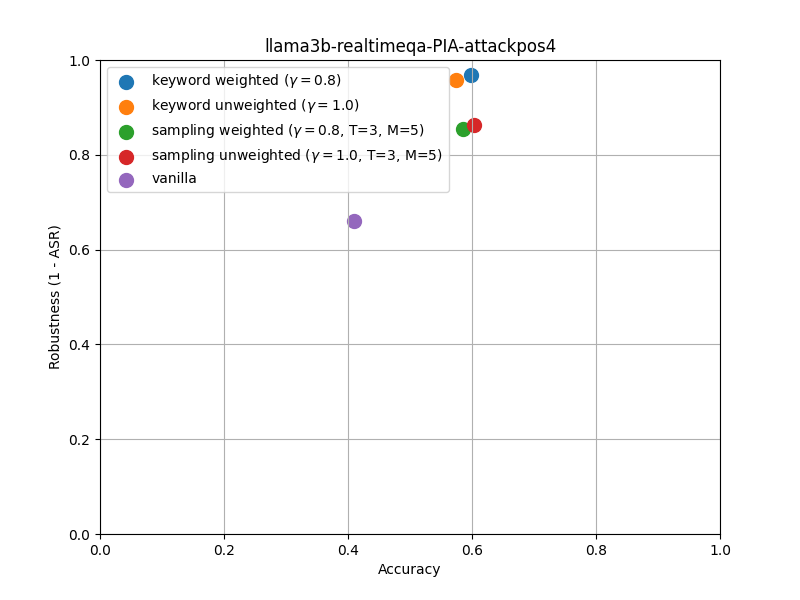 llama3b-realtimeqa-PIA-attackpos4
1.0
keyword weighted (γ = 0.8)
keyword unweighted (γ = 1.0)
sampling weighted (γ = 0.8, T=3, M=5)
sampling unweighted (γ = 1.0, T=3, M=5)
vanilla
0.8
0.6
0.4
0.2
0.0
Robustness (1 - ASR)
0.0 0.2 0.4 0.6 0.8 1.0
Accuracy